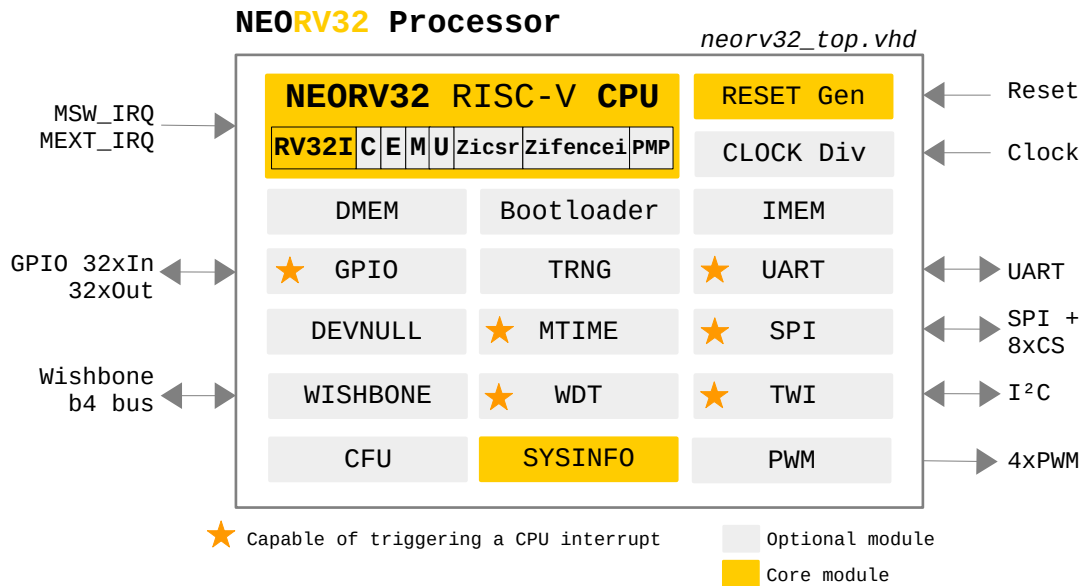 NEORV32 Processor
neorv32_top.vhd
NEORV32 RISC-V CPU
RV32I C E M U Zicsr Zifencei PMP
RESET Gen
CLOCK Div
MSW_IRQ
MEXT_IRQ
Reset
Clock
DMEM
Bootloader
IMEM
GPIO 32xIn
32xOut
GPIO
TRNG
UART
UART
DEVNULL
MTIME
SPI
SPI +
8xCS
Wishbone
b4 bus
WISHBONE
WDT
TWI
I²C
CFU
SYSINFO
PWM
4xPWM
Capable of triggering a CPU interrupt
Optional module
Core module